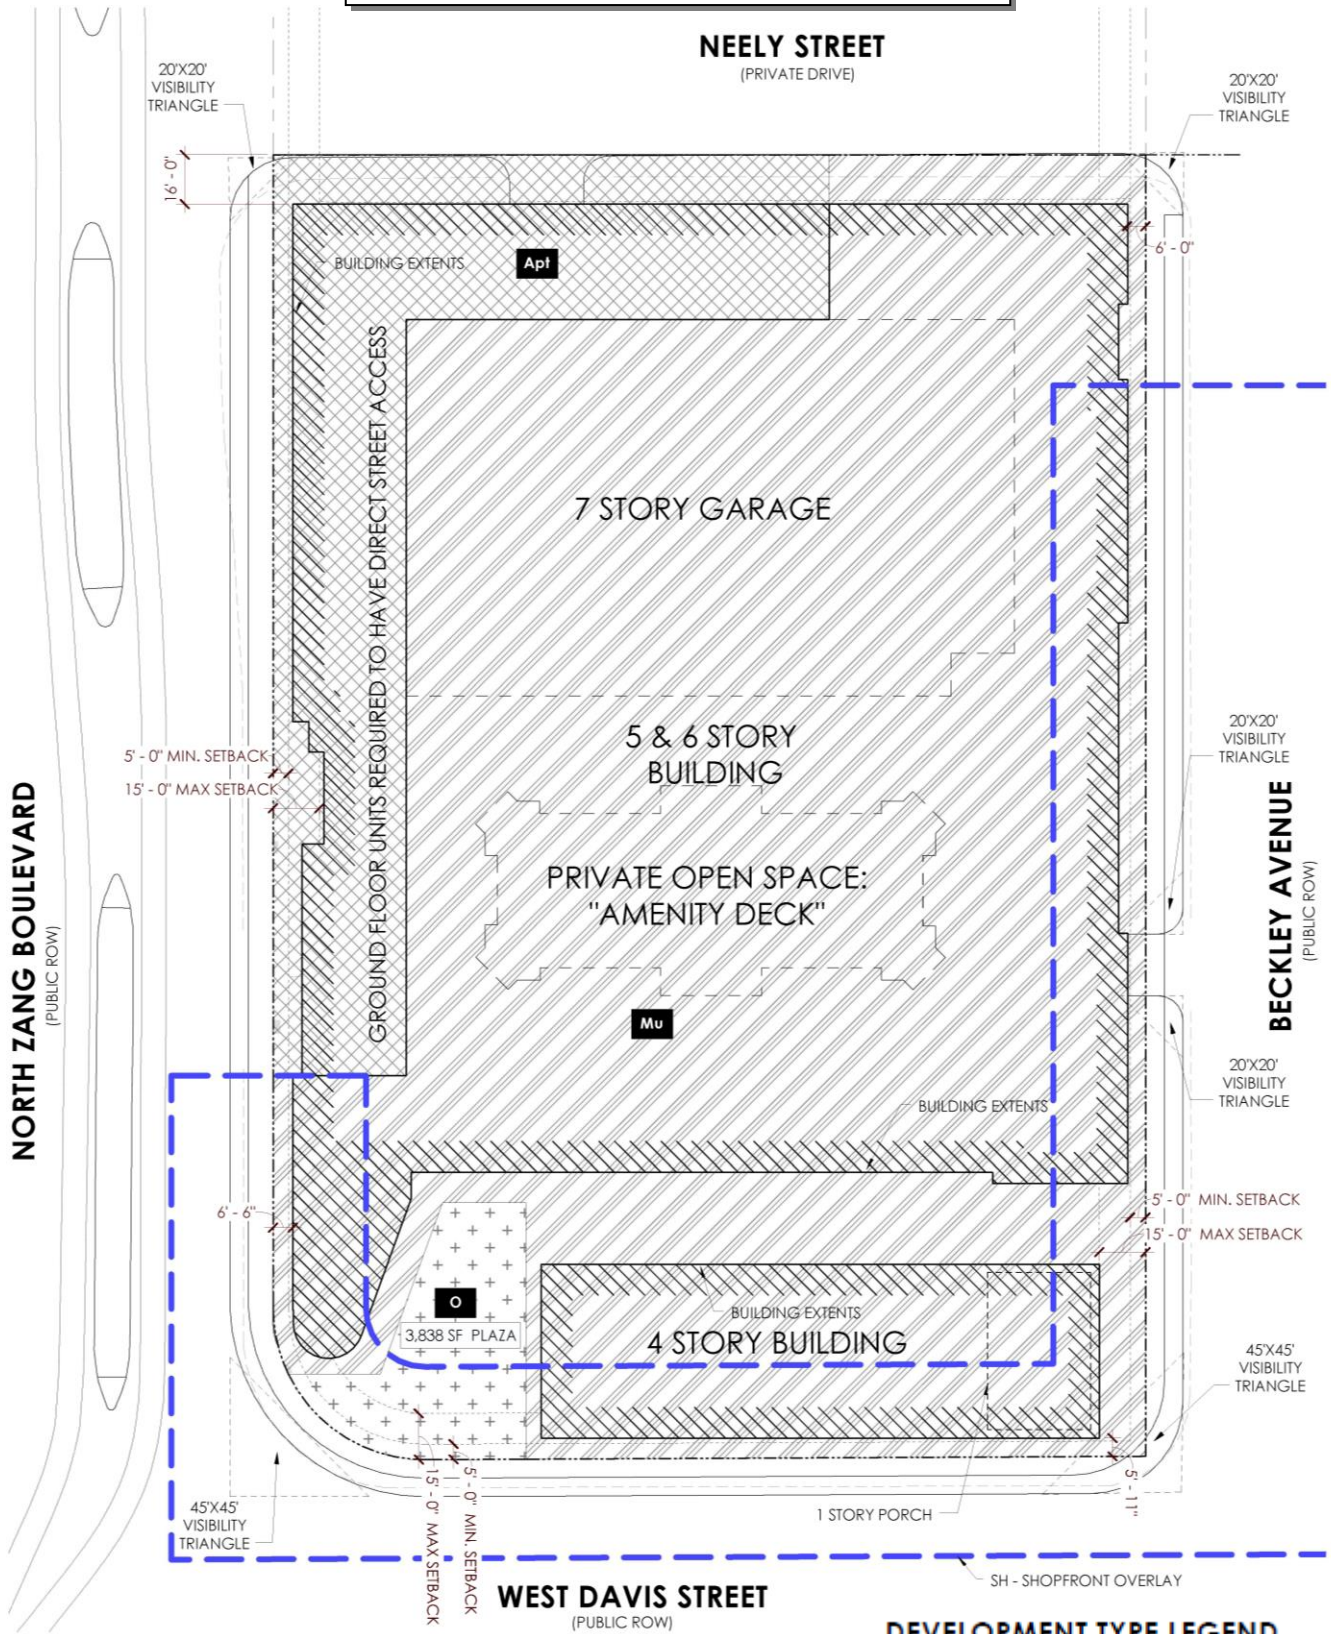 NEELY STREET
(PRIVATE DRIVE)
20'X20'
VISIBILITY
TRIANGLE
20'X20'
VISIBILITY
TRIANGLE
16' - 0"
6' - 0"
BUILDING EXTENTS
Apt
GROUND FLOOR UNITS REQUIRED TO HAVE DIRECT STREET ACCESS
7 STORY GARAGE
5 & 6 STORY
BUILDING
5' - 0" MIN. SETBACK
15' - 0" MAX SETBACK
20'X20'
VISIBILITY
TRIANGLE
NORTH ZANG BOULEVARD
(PUBLIC ROW)
BECKLEY AVENUE
(PUBLIC ROW)
PRIVATE OPEN SPACE:
"AMENITY DECK"
Mu
20'X20'
VISIBILITY
TRIANGLE
BUILDING EXTENTS
6' - 6"
5' - 0" MIN. SETBACK
15' - 0" MAX SETBACK
O
3,838 SF PLAZA
BUILDING EXTENTS
4 STORY BUILDING
45'X45'
VISIBILITY
TRIANGLE
15' - 0" MAX SETBACK
5' - 0" MIN. SETBACK
5' - 11"
45'X45'
VISIBILITY
TRIANGLE
1 STORY PORCH
SH - SHOPFRONT OVERLAY
WEST DAVIS STREET
(PUBLIC ROW)
DEVELOPMENT TYPE LEGEND